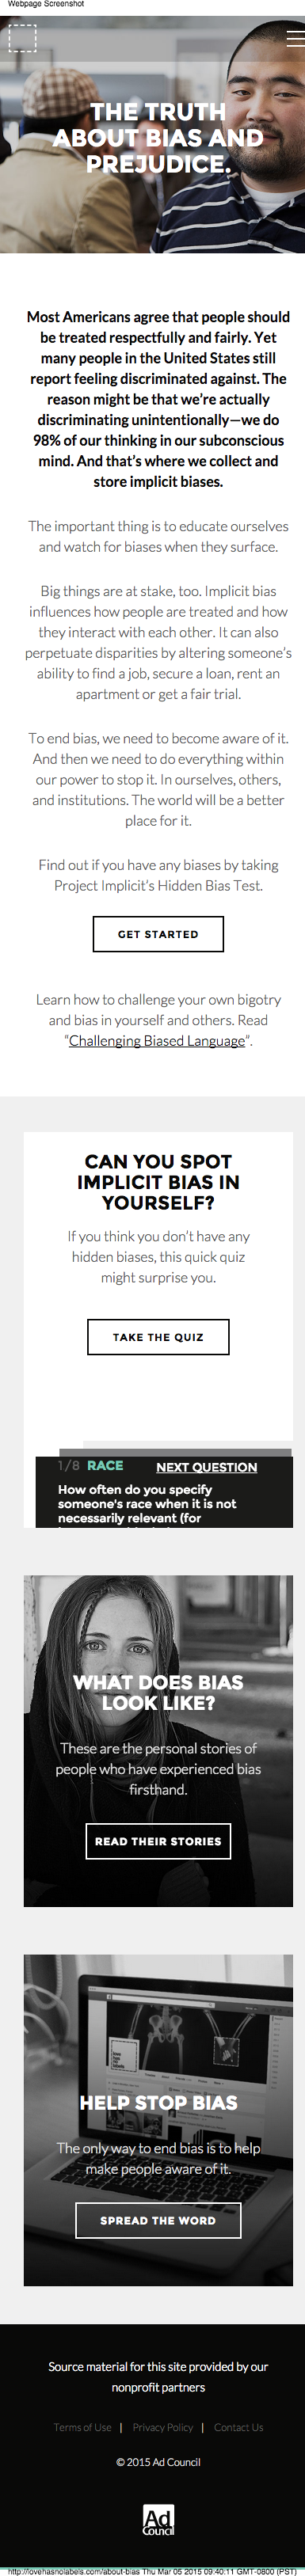 Webpage Screenshot
THE TRUTH
ABOUT BIAS AND
PREJUDICE.
Most Americans agree that people should
be treated respectfully and fairly. Yet
many people in the United States still
report feeling discriminated against. The
reason might be that we’re actually
discriminating unintentionally—we do
98% of our thinking in our subconscious
mind. And that’s where we collect and
store implicit biases.
The important thing is to educate ourselves
and watch for biases when they surface.
Big things are at stake, too. Implicit bias
influences how people are treated and how
they interact with each other. It can also
perpetuate disparities by altering someone’s
ability to find a job, secure a loan, rent an
apartment or get a fair trial.
To end bias, we need to become aware of it.
And then we need to do everything within
our power to stop it. In ourselves, others,
and institutions. The world will be a better
place for it.
Find out if you have any biases by taking
Project Implicit’s Hidden Bias Test.
GET STARTED
Learn how to challenge your own bigotry
and bias in yourself and others. Read
“Challenging Biased Language”.
CAN YOU SPOT
IMPLICIT BIAS IN
YOURSELF?
If you think you don’t have any
hidden biases, this quick quiz
might surprise you.
TAKE THE QUIZ
1/8 RACE NEXT QUESTION
How often do you specify
someone's race when it is not
necessarily relevant (for
WHAT DOES BIAS
LOOK LIKE?
These are the personal stories of
people who have experienced bias
firsthand.
READ THEIR STORIES
HELP STOP BIAS
The only way to end bias is to help
make people aware of it.
SPREAD THE WORD
Source material for this site provided by our
nonprofit partners
Terms of Use | Privacy Policy | Contact Us
© 2015 Ad Council
Ad
Council
http://lovehasnolabels.com/about-bias Thu Mar 05 2015 09:40:11 GMT-0800 (PST)